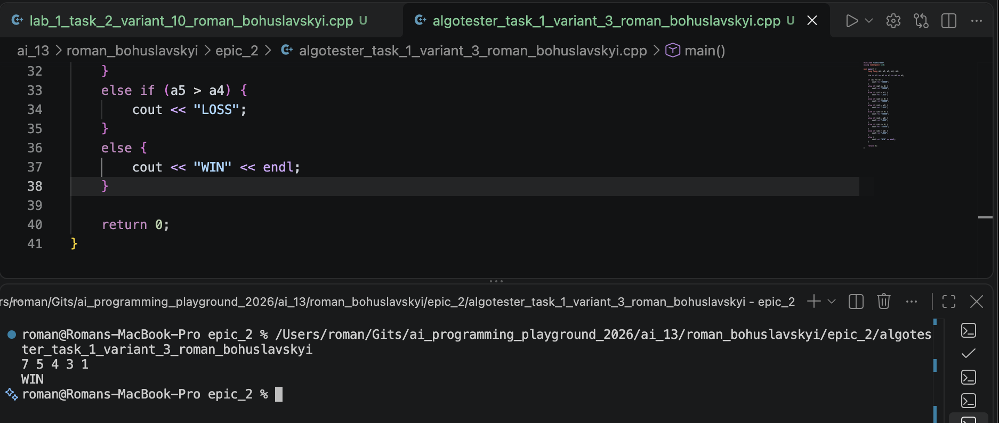 lab_1_task_2_variant_10_roman_bohuslavskyi.cpp U
algotester_task_1_variant_3_roman_bohuslavskyi.cpp U
ai_13 > roman_bohuslavskyi > epic_2 > algotester_task_1_variant_3_roman_bohuslavskyi.cpp > main()
32 }
33 else if (a5 > a4) {
34 cout << "LOSS";
35 }
36 else {
37 cout << "WIN" << endl;
38 }
39
40 return 0;
41 }
rs/roman/Gits/ai_programming_playground_2026/ai_13/roman_bohuslavskyi/epic_2/algotester_task_1_variant_3_roman_bohuslavskyi - epic_2
roman@Romans-MacBook-Pro epic_2 % /Users/roman/Gits/ai_programming_playground_2026/ai_13/roman_bohuslavskyi/epic_2/algotes
ter_task_1_variant_3_roman_bohuslavskyi
7 5 4 3 1
WIN
roman@Romans-MacBook-Pro epic_2 %